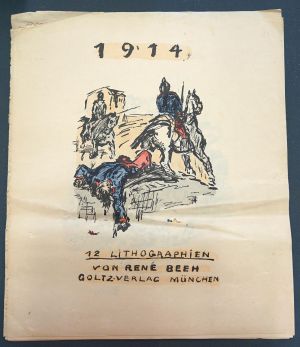 1914
12 LITHOGRAPHIEN
VON RENÉ BEEH
GOLTZ-VERLAG MÜNCHEN